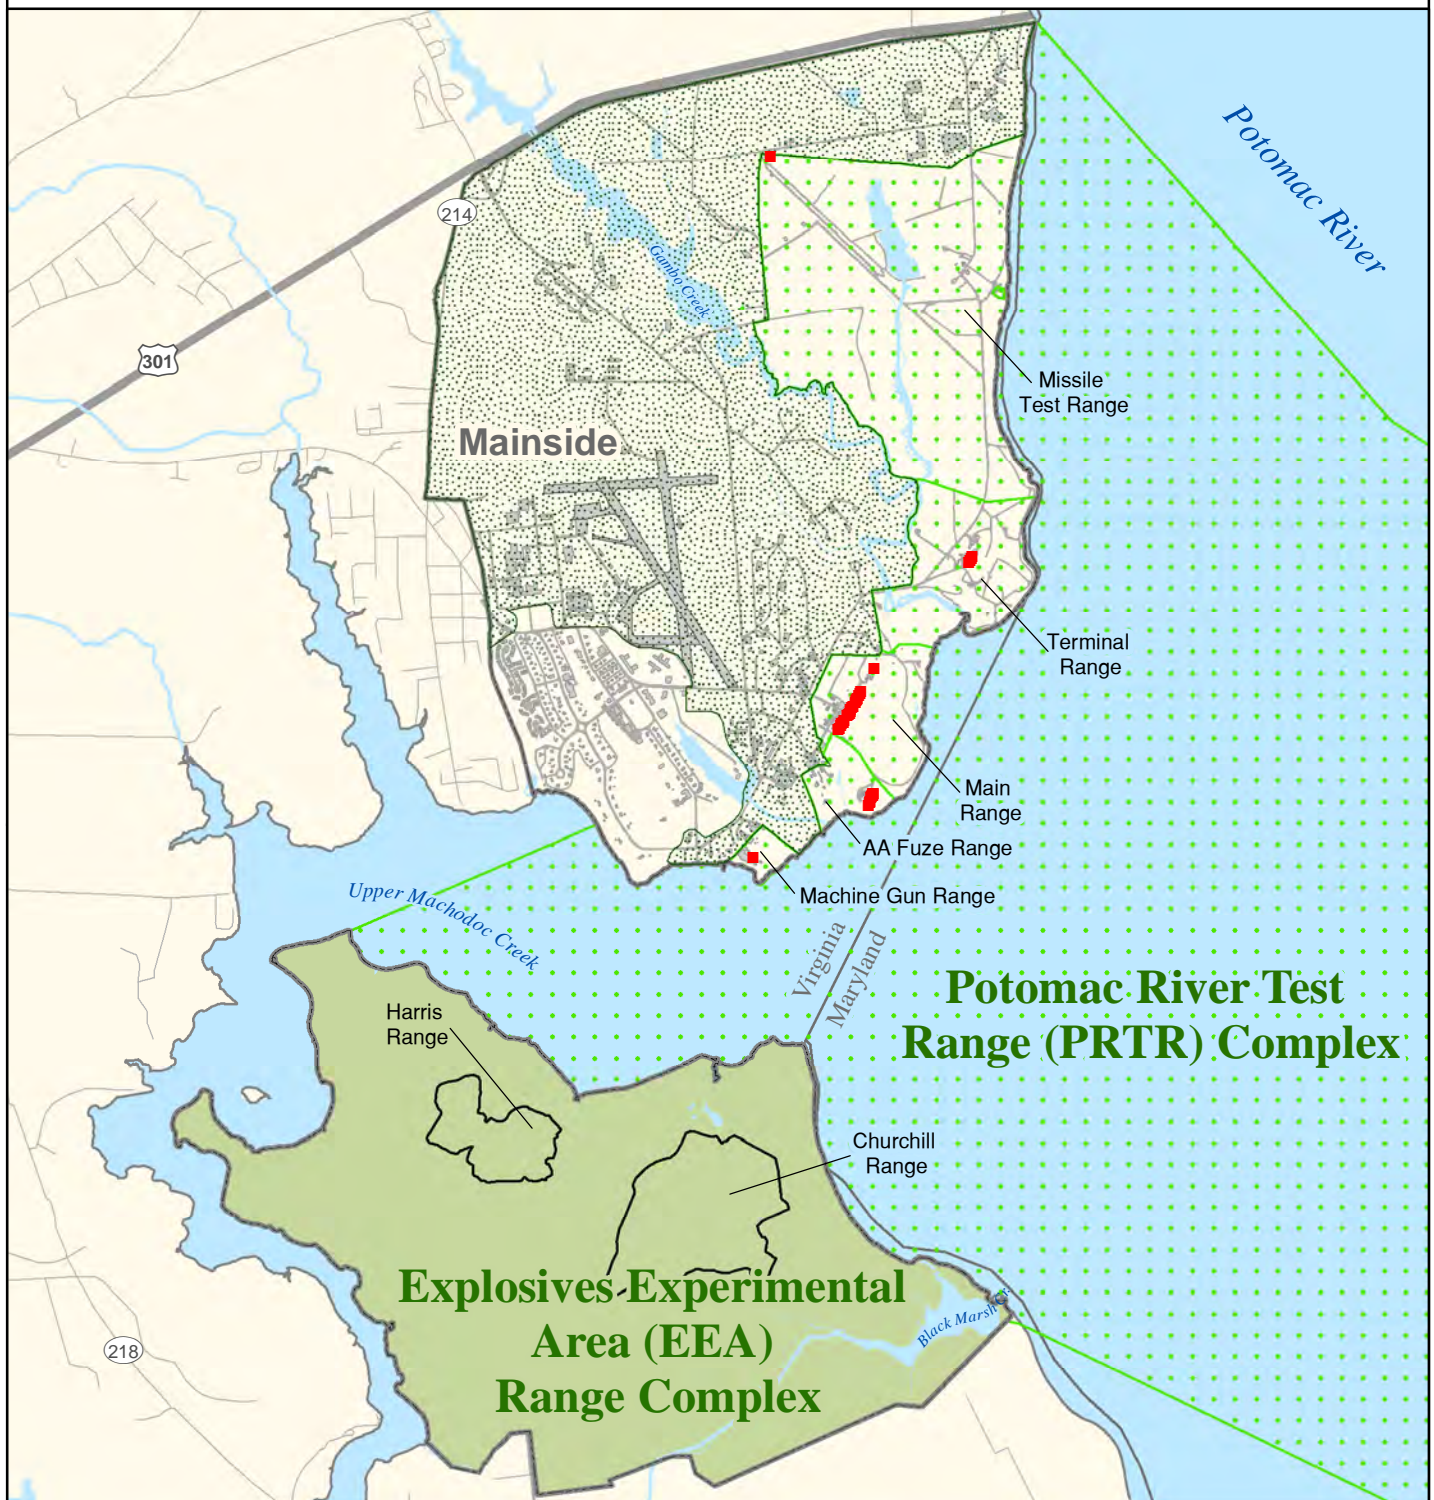 Potomac River
214
Gambo Creek
301
Missile
Test Range
Mainside
Terminal
Range
Main
Range
AA Fuze Range
Machine Gun Range
Upper Machodoc Creek
Virginia
Maryland
Potomac River Test
Range (PRTR) Complex
Harris
Range
Churchill
Range
Explosives Experimental
Area (EEA)
Range Complex
Black Marsh Cr.
218